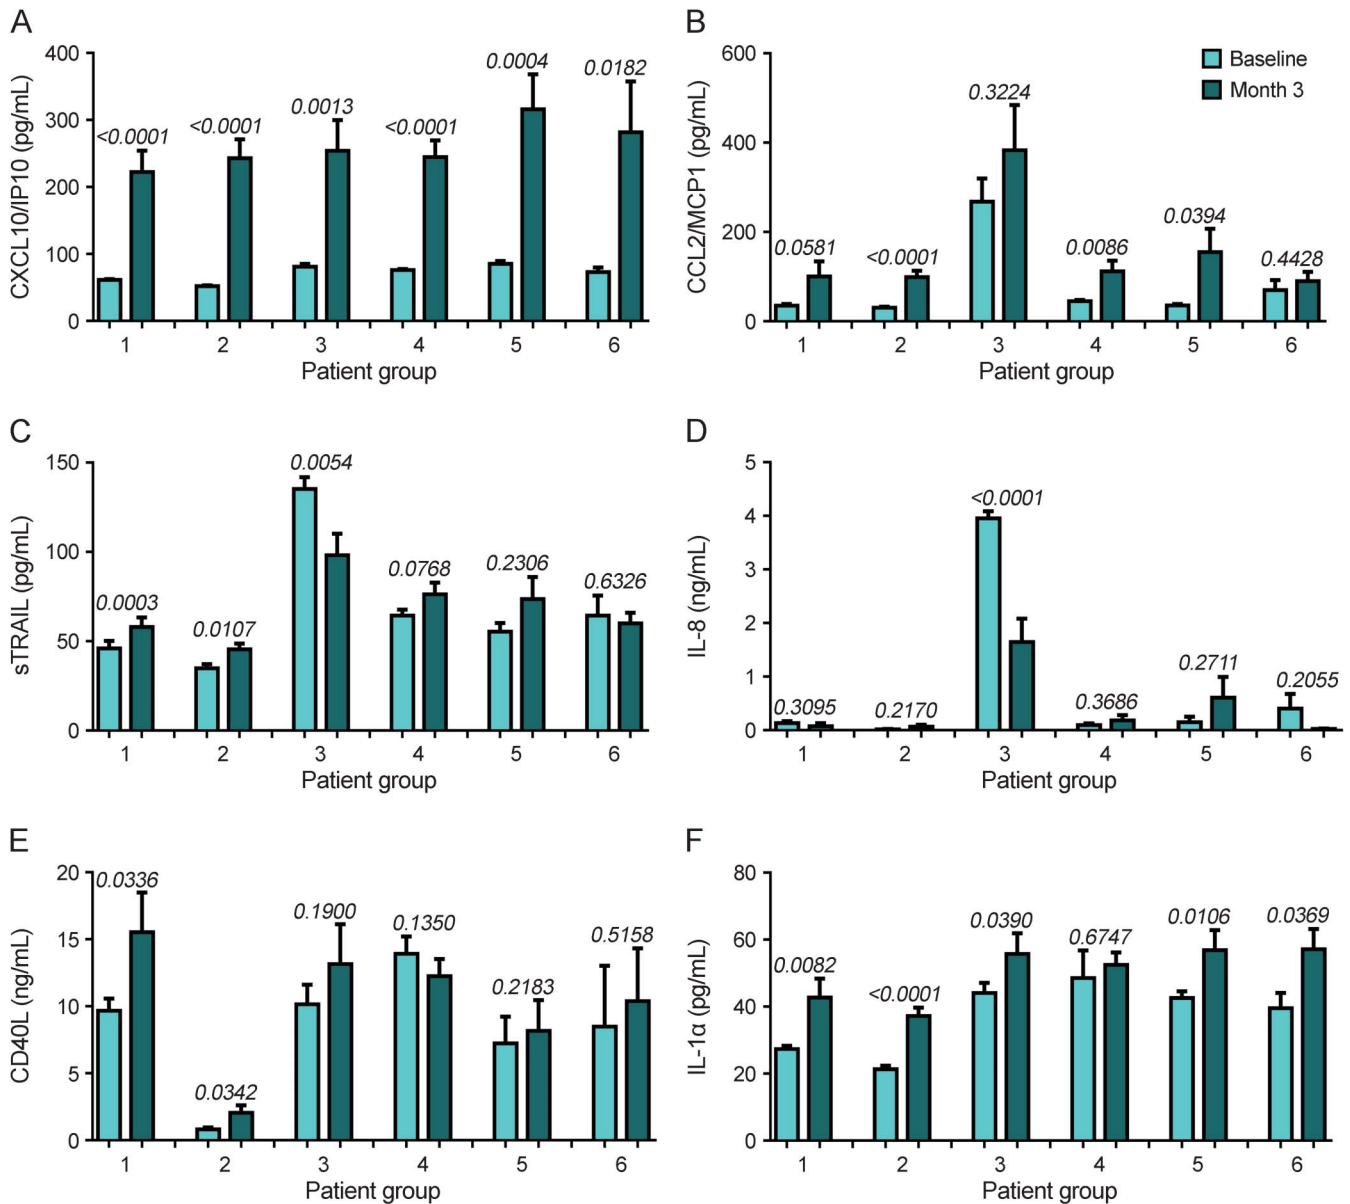 A
CXCL10/IP10 (pg/mL)
400
300
200
100
0
<0.0001
<0.0001
0.0013
<0.0001
0.0004
0.0182
1 2 3 4 5 6
Patient group
B
CCL2/MCP1 (pg/mL)
600
400
200
0
0.0581
<0.0001
0.3224
0.0086
0.0394
0.4428
Baseline
Month 3
1 2 3 4 5 6
Patient group
C
sTRAIL (pg/mL)
150
100
50
0
0.0003
0.0107
0.0054
0.0768
0.2306
0.6326
1 2 3 4 5 6
Patient group
D
IL-8 (ng/mL)
5
4
3
2
1
0
0.3095
0.2170
<0.0001
0.3686
0.2711
0.2055
1 2 3 4 5 6
Patient group
E
CD40L (ng/mL)
20
15
10
5
0
0.0336
0.0342
0.1900
0.1350
0.2183
0.5158
1 2 3 4 5 6
Patient group
F
IL-1α (pg/mL)
80
60
40
20
0
0.0082
<0.0001
0.0390
0.6747
0.0106
0.0369
1 2 3 4 5 6
Patient group